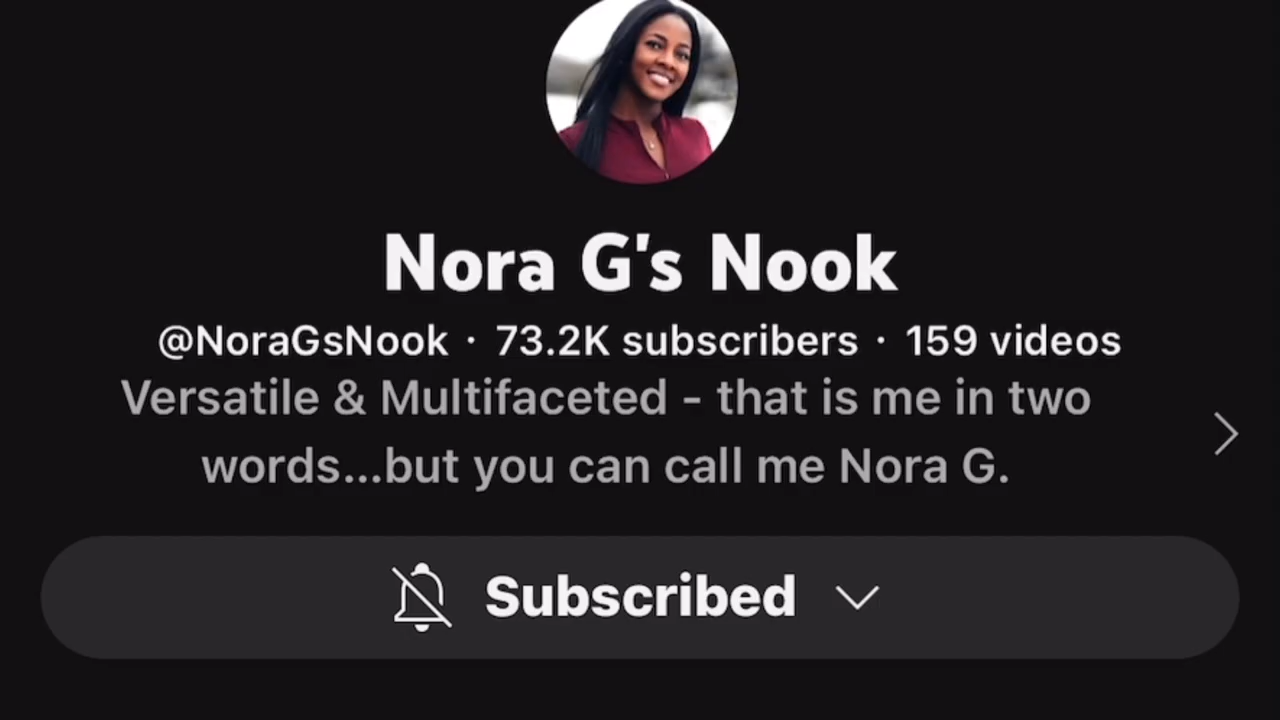 Nora G's Nook
@NoraGsNook · 73.2K subscribers · 159 videos
Versatile & Multifaceted - that is me in two
words...but you can call me Nora G.
Subscribed